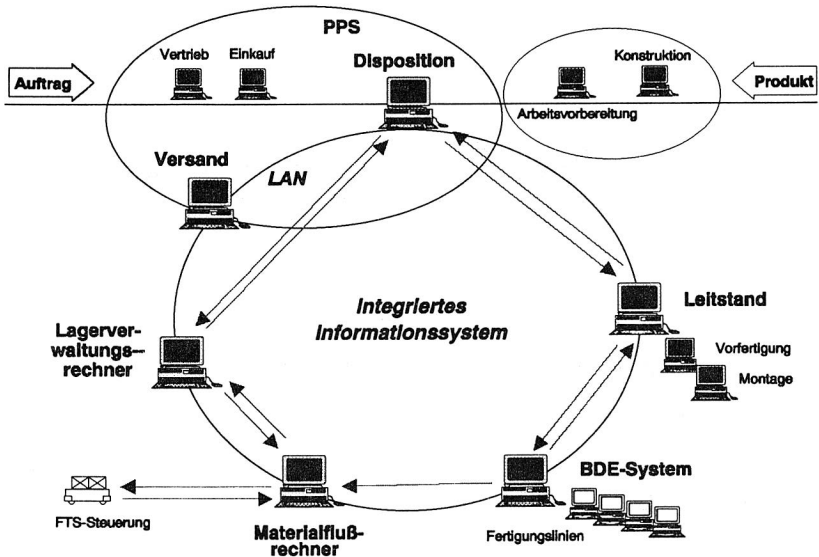 PPS
Vertrieb
Einkauf
Disposition
Konstruktion
Auftrag
Produkt
Arbeitsvorbereitung
Versand
LAN
Integriertes
Informationssystem
Leitstand
Lagerver-
waltungs-
rechner
Vorfertigung
Montage
BDE-System
FTS-Steuerung
Materialfluß-
rechner
Fertigungslinien